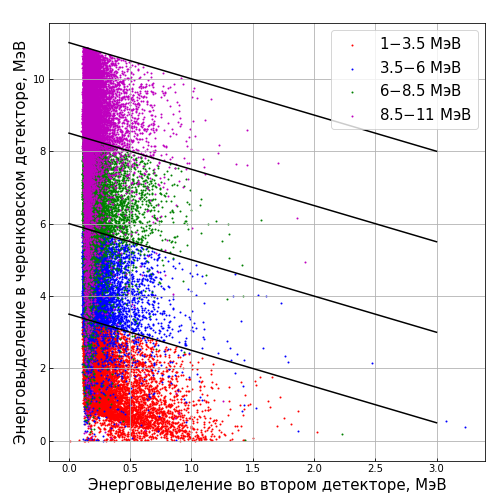 1−3.5 МэВ
3.5−6 МэВ
6−8.5 МэВ
8.5−11 МэВ
Энерговыделение в черенковском детекторе, МэВ
10
8
6
4
2
0
0.0 0.5 1.0 1.5 2.0 2.5 3.0
Энерговыделение во втором детекторе, МэВ